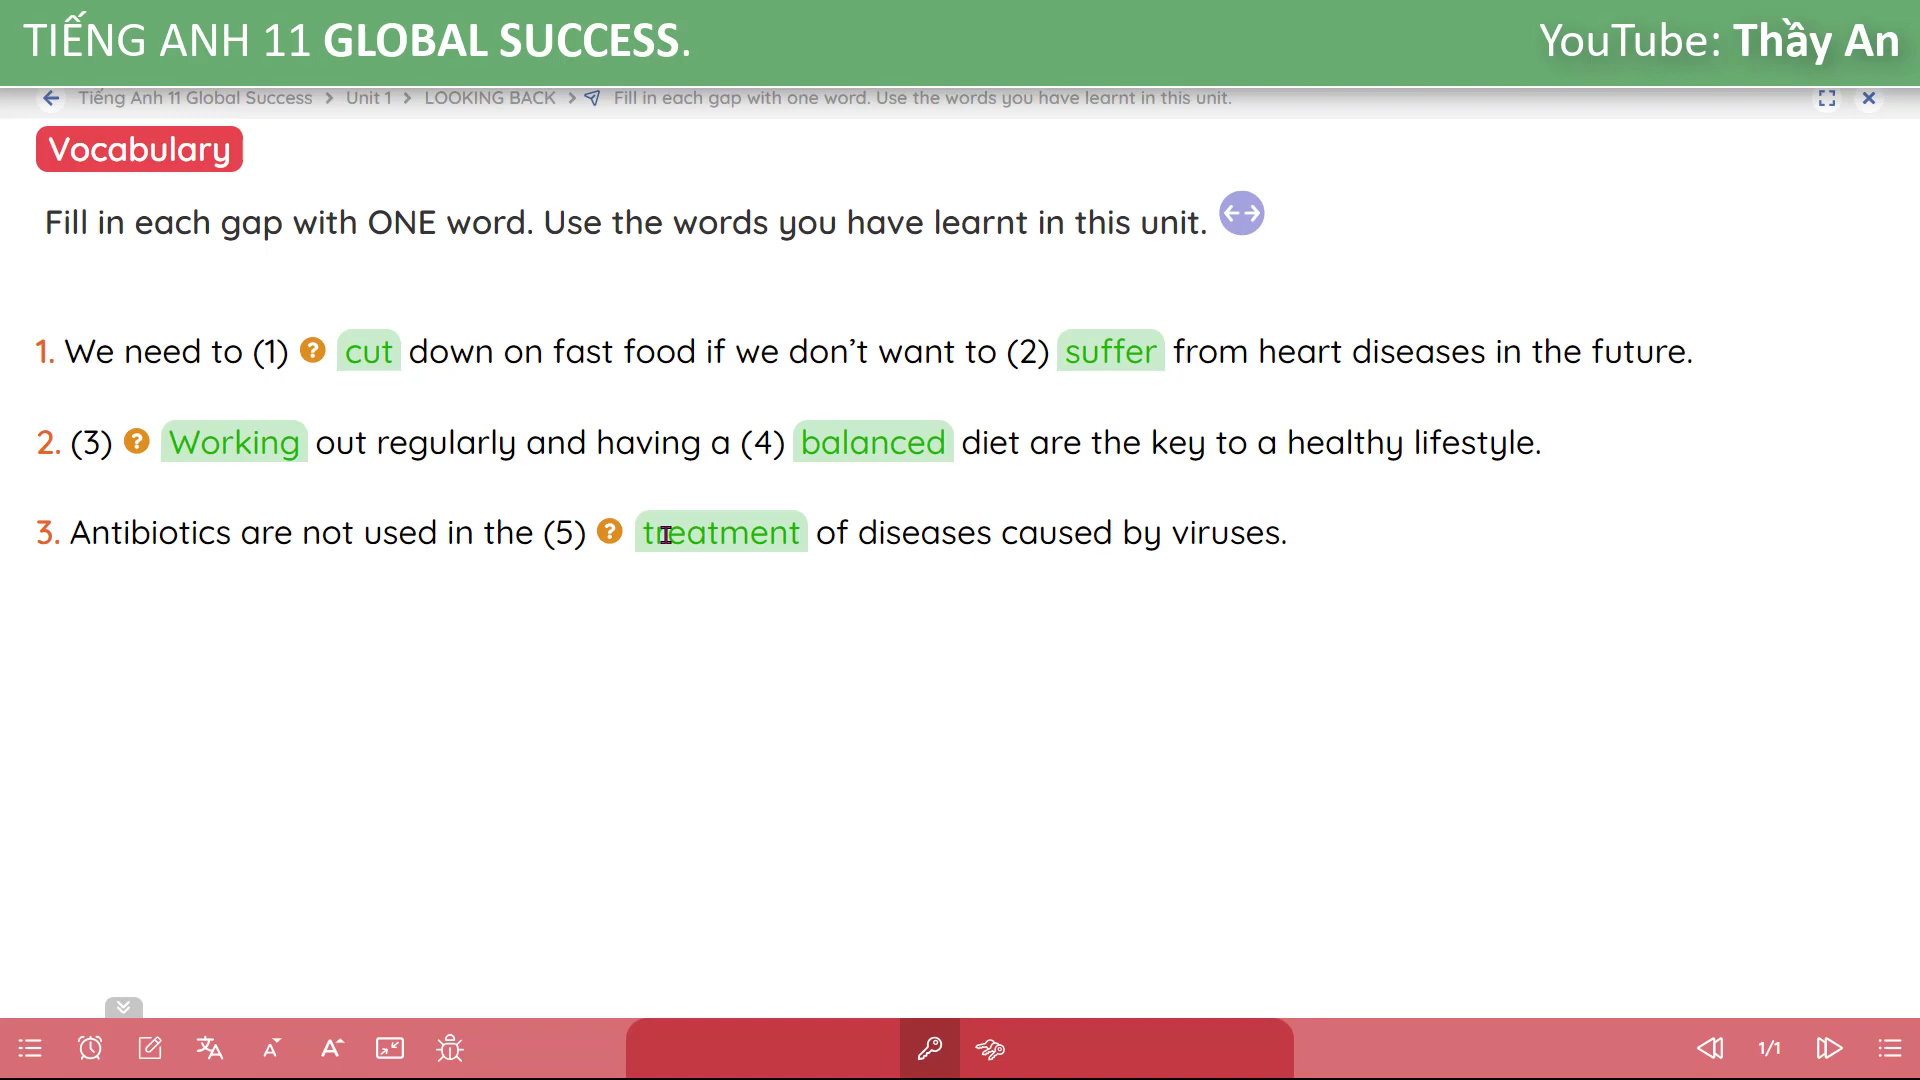 TIẾNG ANH 11 GLOBAL SUCCESS.
YouTube: Thầy An
Tiếng Anh 11 Global Success > Unit 1 > LOOKING BACK > Fill in each gap with one word. Use the words you have learnt in this unit.
Vocabulary
Fill in each gap with ONE word. Use the words you have learnt in this unit.
1. We need to (1) ? cut down on fast food if we don’t want to (2) suffer from heart diseases in the future.
2. (3) ? Working out regularly and having a (4) balanced diet are the key to a healthy lifestyle.
3. Antibiotics are not used in the (5) ? treatment of diseases caused by viruses.
1/1